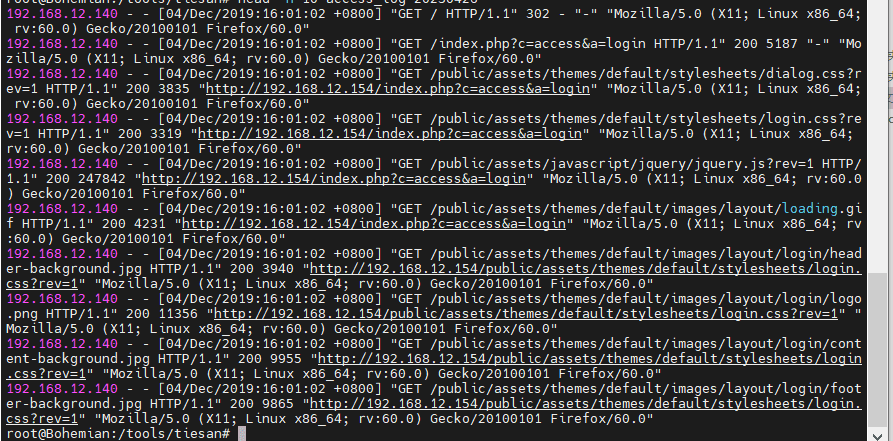 192.168.12.140 - - [04/Dec/2019:16:01:02 +0800] "GET / HTTP/1.1" 302 - "-" "Mozilla/5.0 (X11; Linux x86_64;
 rv:60.0) Gecko/20100101 Firefox/60.0"
192.168.12.140 - - [04/Dec/2019:16:01:02 +0800] "GET /index.php?c=access&a=login HTTP/1.1" 200 5187 "-" "Mo
zilla/5.0 (X11; Linux x86_64; rv:60.0) Gecko/20100101 Firefox/60.0"
192.168.12.140 - - [04/Dec/2019:16:01:02 +0800] "GET /public/assets/themes/default/stylesheets/dialog.css?r
ev=1 HTTP/1.1" 200 3835 "http://192.168.12.154/index.php?c=access&a=login" "Mozilla/5.0 (X11; Linux x86_64;
 rv:60.0) Gecko/20100101 Firefox/60.0"
192.168.12.140 - - [04/Dec/2019:16:01:02 +0800] "GET /public/assets/themes/default/stylesheets/login.css?re
v=1 HTTP/1.1" 200 3319 "http://192.168.12.154/index.php?c=access&a=login" "Mozilla/5.0 (X11; Linux x86_64;
rv:60.0) Gecko/20100101 Firefox/60.0"
192.168.12.140 - - [04/Dec/2019:16:01:02 +0800] "GET /public/assets/javascript/jquery/jquery.js?rev=1 HTTP/
1.1" 200 247842 "http://192.168.12.154/index.php?c=access&a=login" "Mozilla/5.0 (X11; Linux x86_64; rv:60.0
) Gecko/20100101 Firefox/60.0"
192.168.12.140 - - [04/Dec/2019:16:01:02 +0800] "GET /public/assets/themes/default/images/layout/loading.gi
f HTTP/1.1" 200 4231 "http://192.168.12.154/index.php?c=access&a=login" "Mozilla/5.0 (X11; Linux x86_64; rv
:60.0) Gecko/20100101 Firefox/60.0"
192.168.12.140 - - [04/Dec/2019:16:01:02 +0800] "GET /public/assets/themes/default/images/layout/login/head
er-background.jpg HTTP/1.1" 200 3940 "http://192.168.12.154/public/assets/themes/default/stylesheets/login.
css?rev=1" "Mozilla/5.0 (X11; Linux x86_64; rv:60.0) Gecko/20100101 Firefox/60.0"
192.168.12.140 - - [04/Dec/2019:16:01:02 +0800] "GET /public/assets/themes/default/images/layout/login/logo
.png HTTP/1.1" 200 11356 "http://192.168.12.154/public/assets/themes/default/stylesheets/login.css?rev=1" "
Mozilla/5.0 (X11; Linux x86_64; rv:60.0) Gecko/20100101 Firefox/60.0"
192.168.12.140 - - [04/Dec/2019:16:01:02 +0800] "GET /public/assets/themes/default/images/layout/login/cont
ent-background.jpg HTTP/1.1" 200 9955 "http://192.168.12.154/public/assets/themes/default/stylesheets/login
.css?rev=1" "Mozilla/5.0 (X11; Linux x86_64; rv:60.0) Gecko/20100101 Firefox/60.0"
192.168.12.140 - - [04/Dec/2019:16:01:02 +0800] "GET /public/assets/themes/default/images/layout/login/foot
er-background.jpg HTTP/1.1" 200 9865 "http://192.168.12.154/public/assets/themes/default/stylesheets/login.
css?rev=1" "Mozilla/5.0 (X11; Linux x86_64; rv:60.0) Gecko/20100101 Firefox/60.0"
root@Bohemian:/tools/tiesan#